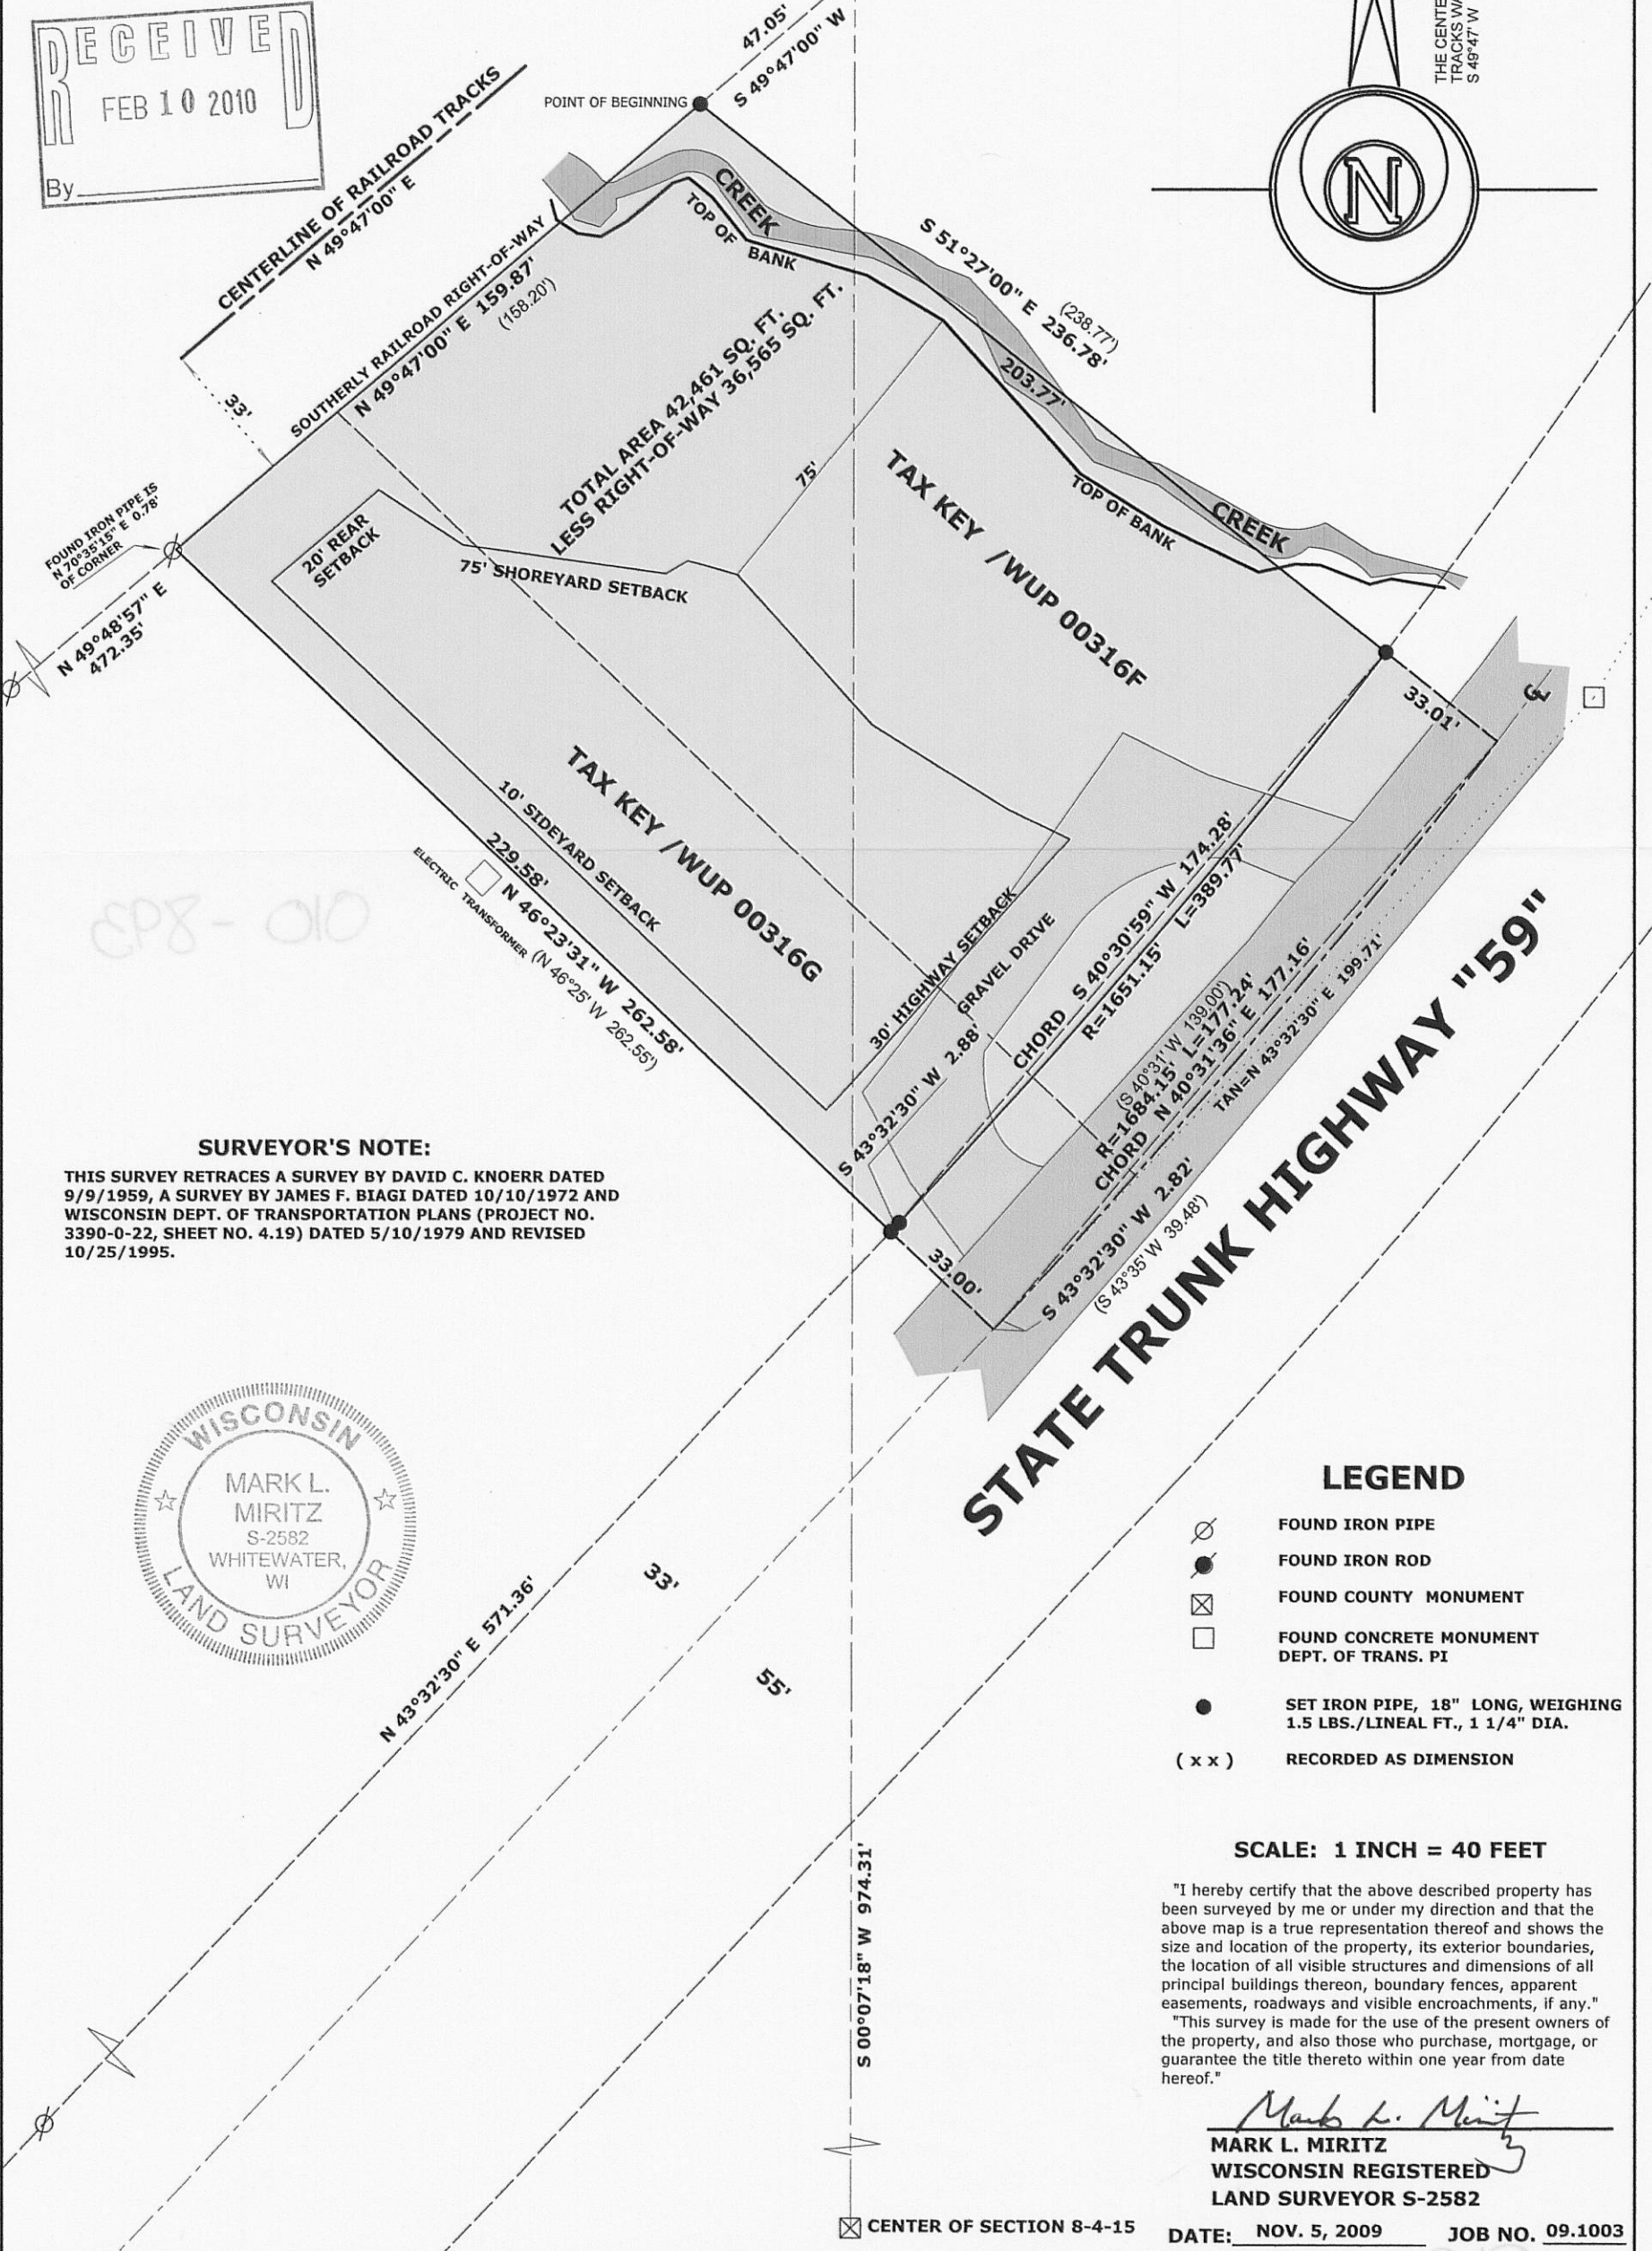 RECEIVED
FEB 10 2010
By
47.05'
S 49°47'00" W
THE CENTE
TRACKS WA
S 49°47' W
N
POINT OF BEGINNING
CENTERLINE OF RAILROAD TRACKS
N 49°47'00" E
33'
SOUTHERLY RAILROAD RIGHT-OF-WAY
N 49°47'00" E 159.87'
(158.20')
CREEK
TOP OF BANK
S 51°27'00" E 236.78'
(238.77')
203.77'
TOTAL AREA 42,461 SQ. FT.
LESS RIGHT-OF-WAY 36,565 SQ. FT.
75'
TAX KEY /WUP 00316F
TOP OF BANK
CREEK
FOUND IRON PIPE IS
N 70°35'15" E 0.78'
OF CORNER
N 49°48'57" E
472.35'
20' REAR
SETBACK
75' SHOREYARD SETBACK
33.01'
TAX KEY /WUP 00316G
10' SIDEYARD SETBACK
229.58'
N 46°23'31" W 262.58'
(N 46°25' W 262.55')
ELECTRIC TRANSFORMER
EP8-010
30' HIGHWAY SETBACK
GRAVEL DRIVE
S 43°32'30" W 2.88'
CHORD S 40°30'59" W 174.28'
R=1651.15' L=389.77'
(S 40°31' W 139.00')
R=1684.15' L=177.24'
CHORD N 40°31'36" E 177.16'
TAN=N 43°32'30" E 199.71'
S 43°32'30" W 2.82'
(S 43°35' W 39.48')
33.00'
STATE TRUNK HIGHWAY "59"
SURVEYOR'S NOTE:
THIS SURVEY RETRACES A SURVEY BY DAVID C. KNOERR DATED
9/9/1959, A SURVEY BY JAMES F. BIAGI DATED 10/10/1972 AND
WISCONSIN DEPT. OF TRANSPORTATION PLANS (PROJECT NO.
3390-0-22, SHEET NO. 4.19) DATED 5/10/1979 AND REVISED
10/25/1995.
WISCONSIN
MARK L.
MIRITZ
S-2582
WHITEWATER,
WI
LAND SURVEYOR
N 43°32'30" E 571.36'
33'
55'
S 00°07'18" W 974.31'
CENTER OF SECTION 8-4-15
LEGEND
FOUND IRON PIPE
FOUND IRON ROD
FOUND COUNTY MONUMENT
FOUND CONCRETE MONUMENT
DEPT. OF TRANS. PI
SET IRON PIPE, 18" LONG, WEIGHING
1.5 LBS./LINEAL FT., 1 1/4" DIA.
( x x ) RECORDED AS DIMENSION
SCALE: 1 INCH = 40 FEET
"I hereby certify that the above described property has
been surveyed by me or under my direction and that the
above map is a true representation thereof and shows the
size and location of the property, its exterior boundaries,
the location of all visible structures and dimensions of all
principal buildings thereon, boundary fences, apparent
easements, roadways and visible encroachments, if any."
"This survey is made for the use of the present owners of
the property, and also those who purchase, mortgage, or
guarantee the title thereto within one year from date
hereof."
Mark L. Miritz
MARK L. MIRITZ
WISCONSIN REGISTERED
LAND SURVEYOR S-2582
DATE: NOV. 5, 2009 JOB NO. 09.1003